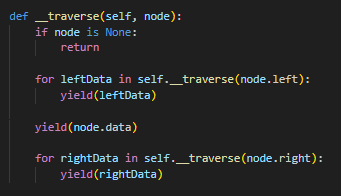 def __traverse(self, node):
    if node is None:
        return

    for leftData in self.__traverse(node.left):
        yield(leftData)

    yield(node.data)

    for rightData in self.__traverse(node.right):
        yield(rightData)